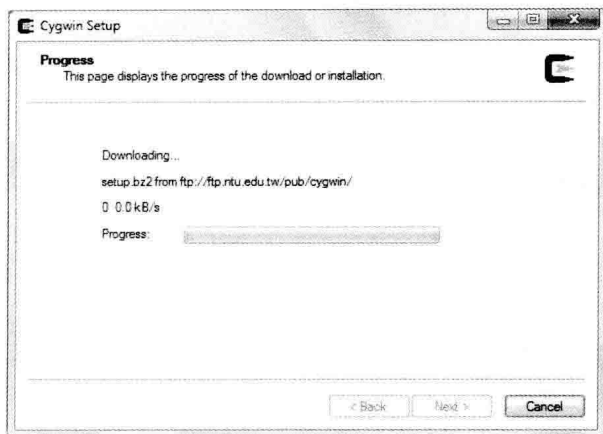 Cygwin Setup
Progress
This page displays the progress of the download or installation.
Downloading...
setup.bz2 from ftp://ftp.ntu.edu.tw/pub/cygwin/
0 0.0 kB/s
Progress:
< Back Next > Cancel